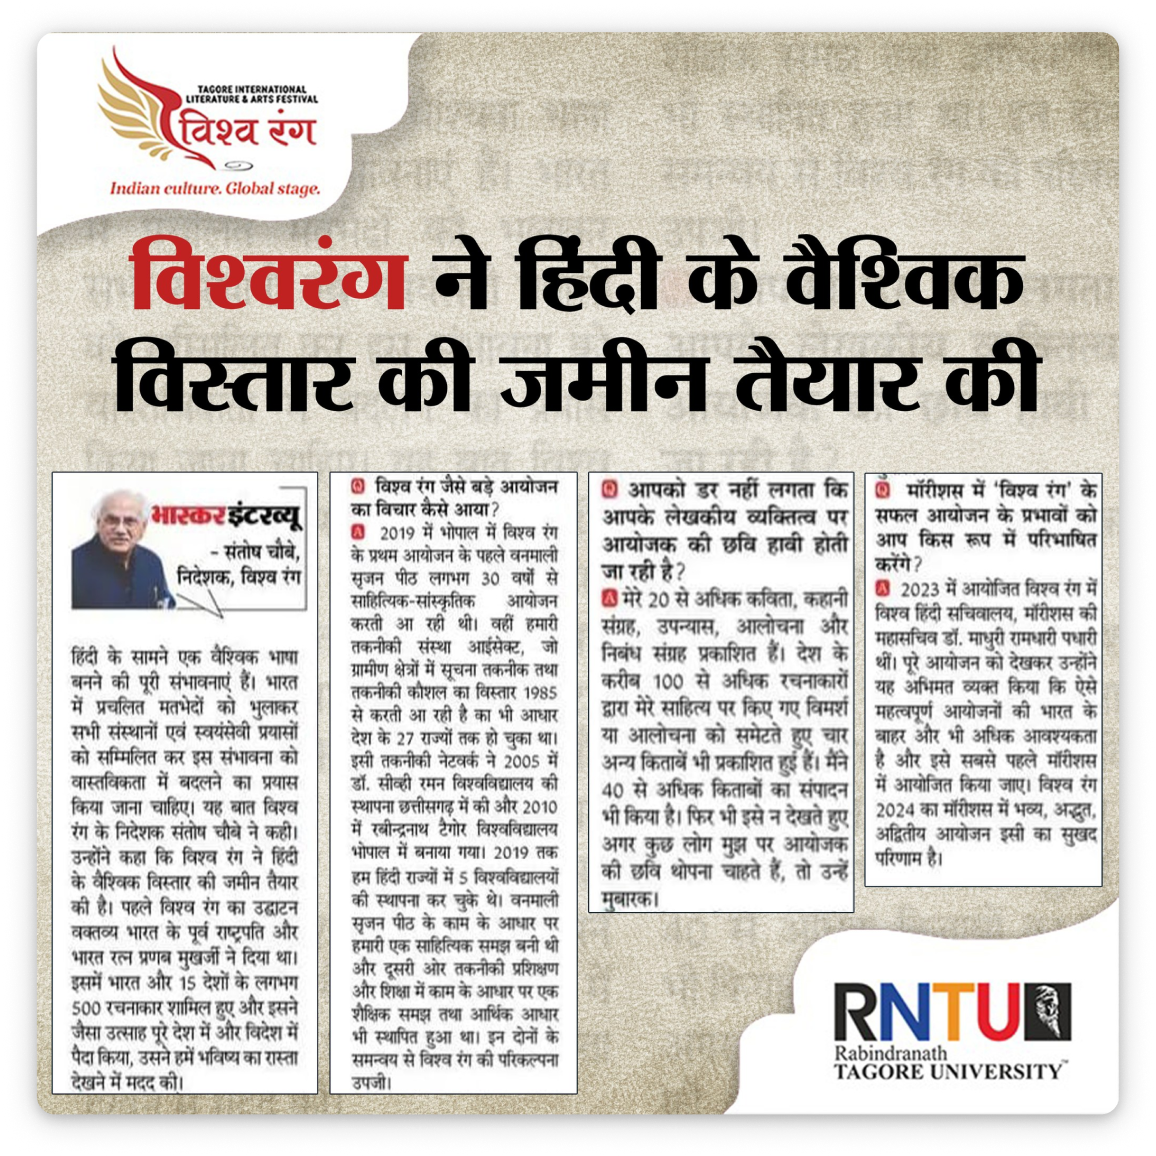 TAGORE INTERNATIONAL
LITERATURE & ARTS FESTIVAL
विश्व रंग
Indian culture. Global stage.
विश्वरंग ने हिंदी के वैश्विक
विस्तार की जमीन तैयार की
भास्कर इंटरव्यू
- संतोष चौबे,
निदेशक, विश्व रंग
हिंदी के सामने एक वैश्विक भाषा
बनने की पूरी संभावनाएं हैं। भारत
में प्रचलित मतभेदों को भुलाकर
सभी संस्थानों एवं स्वयंसेवी प्रयासों
को सम्मिलित कर इस संभावना को
वास्तविकता में बदलने का प्रयास
किया जाना चाहिए। यह बात विश्व
रंग के निदेशक संतोष चौबे ने कही।
उन्होंने कहा कि विश्व रंग ने हिंदी
के वैश्विक विस्तार की जमीन तैयार
की है। पहले विश्व रंग का उद्घाटन
वक्तव्य भारत के पूर्व राष्ट्रपति और
भारत रत्न प्रणब मुखर्जी ने दिया था।
इसमें भारत और 15 देशों के लगभग
500 रचनाकार शामिल हुए और इसने
जैसा उत्साह पूरे देश में और विदेश में
पैदा किया, उसने हमें भविष्य का रास्ता
देखने में मदद की।
Q विश्व रंग जैसे बड़े आयोजन
का विचार कैसे आया?
A 2019 में भोपाल में विश्व रंग
के प्रथम आयोजन के पहले वनमाली
सृजन पीठ लगभग 30 वर्षों से
साहित्यिक-सांस्कृतिक आयोजन
करती आ रही थी। वहीं हमारी
तकनीकी संस्था आईसेक्ट, जो
ग्रामीण क्षेत्रों में सूचना तकनीक तथा
तकनीकी कौशल का विस्तार 1985
से करती आ रही है का भी आधार
देश के 27 राज्यों तक हो चुका था।
इसी तकनीकी नेटवर्क ने 2005 में
डॉ. सीव्ही रमन विश्वविद्यालय की
स्थापना छत्तीसगढ़ में की और 2010
में रबीन्द्रनाथ टैगोर विश्वविद्यालय
भोपाल में बनाया गया। 2019 तक
हम हिंदी राज्यों में 5 विश्वविद्यालयों
की स्थापना कर चुके थे। वनमाली
सृजन पीठ के काम के आधार पर
हमारी एक साहित्यिक समझ बनी थी
और दूसरी ओर तकनीकी प्रशिक्षण
और शिक्षा में काम के आधार पर एक
शैक्षिक समझ तथा आर्थिक आधार
भी स्थापित हुआ था। इन दोनों के
समन्वय से विश्व रंग की परिकल्पना
उपजी।
Q आपको डर नहीं लगता कि
आपके लेखकीय व्यक्तित्व पर
आयोजक की छवि हावी होती
जा रही है?
A मेरे 20 से अधिक कविता, कहानी
संग्रह, उपन्यास, आलोचना और
निबंध संग्रह प्रकाशित हैं। देश के
करीब 100 से अधिक रचनाकारों
द्वारा मेरे साहित्य पर किए गए विमर्श
या आलोचना को समेटते हुए चार
अन्य किताबें भी प्रकाशित हुई हैं। मैंने
40 से अधिक किताबों का संपादन
भी किया है। फिर भी इसे न देखते हुए
अगर कुछ लोग मुझ पर आयोजक
की छवि थोपना चाहते हैं, तो उन्हें
मुबारक।
Q मॉरीशस में 'विश्व रंग' के
सफल आयोजन के प्रभावों को
आप किस रूप में परिभाषित
करेंगे?
A 2023 में आयोजित विश्व रंग में
विश्व हिंदी सचिवालय, मॉरीशस की
महासचिव डॉ. माधुरी रामधारी पधारी
थीं। पूरे आयोजन को देखकर उन्होंने
यह अभिमत व्यक्त किया कि ऐसे
महत्वपूर्ण आयोजनों की भारत के
बाहर और भी अधिक आवश्यकता
है और इसे सबसे पहले मॉरीशस
में आयोजित किया जाए। विश्व रंग
2024 का मॉरीशस में भव्य, अद्भुत,
अद्वितीय आयोजन इसी का सुखद
परिणाम है।
RNTU
Rabindranath
TAGORE UNIVERSITY™